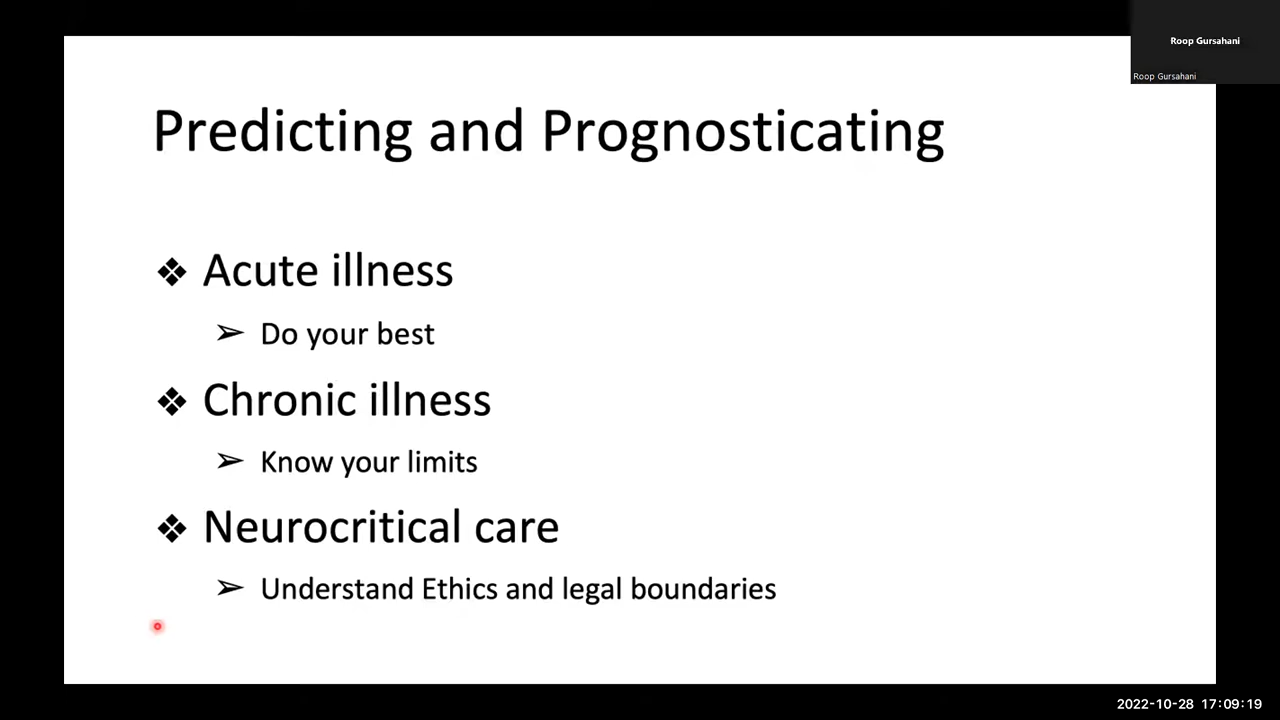 Roop Gursahani
Roop Gursahani
Predicting and Prognosticating
❖ Acute illness
➢ Do your best
❖ Chronic illness
➢ Know your limits
❖ Neurocritical care
➢ Understand Ethics and legal boundaries
2022-10-28 17:09:19